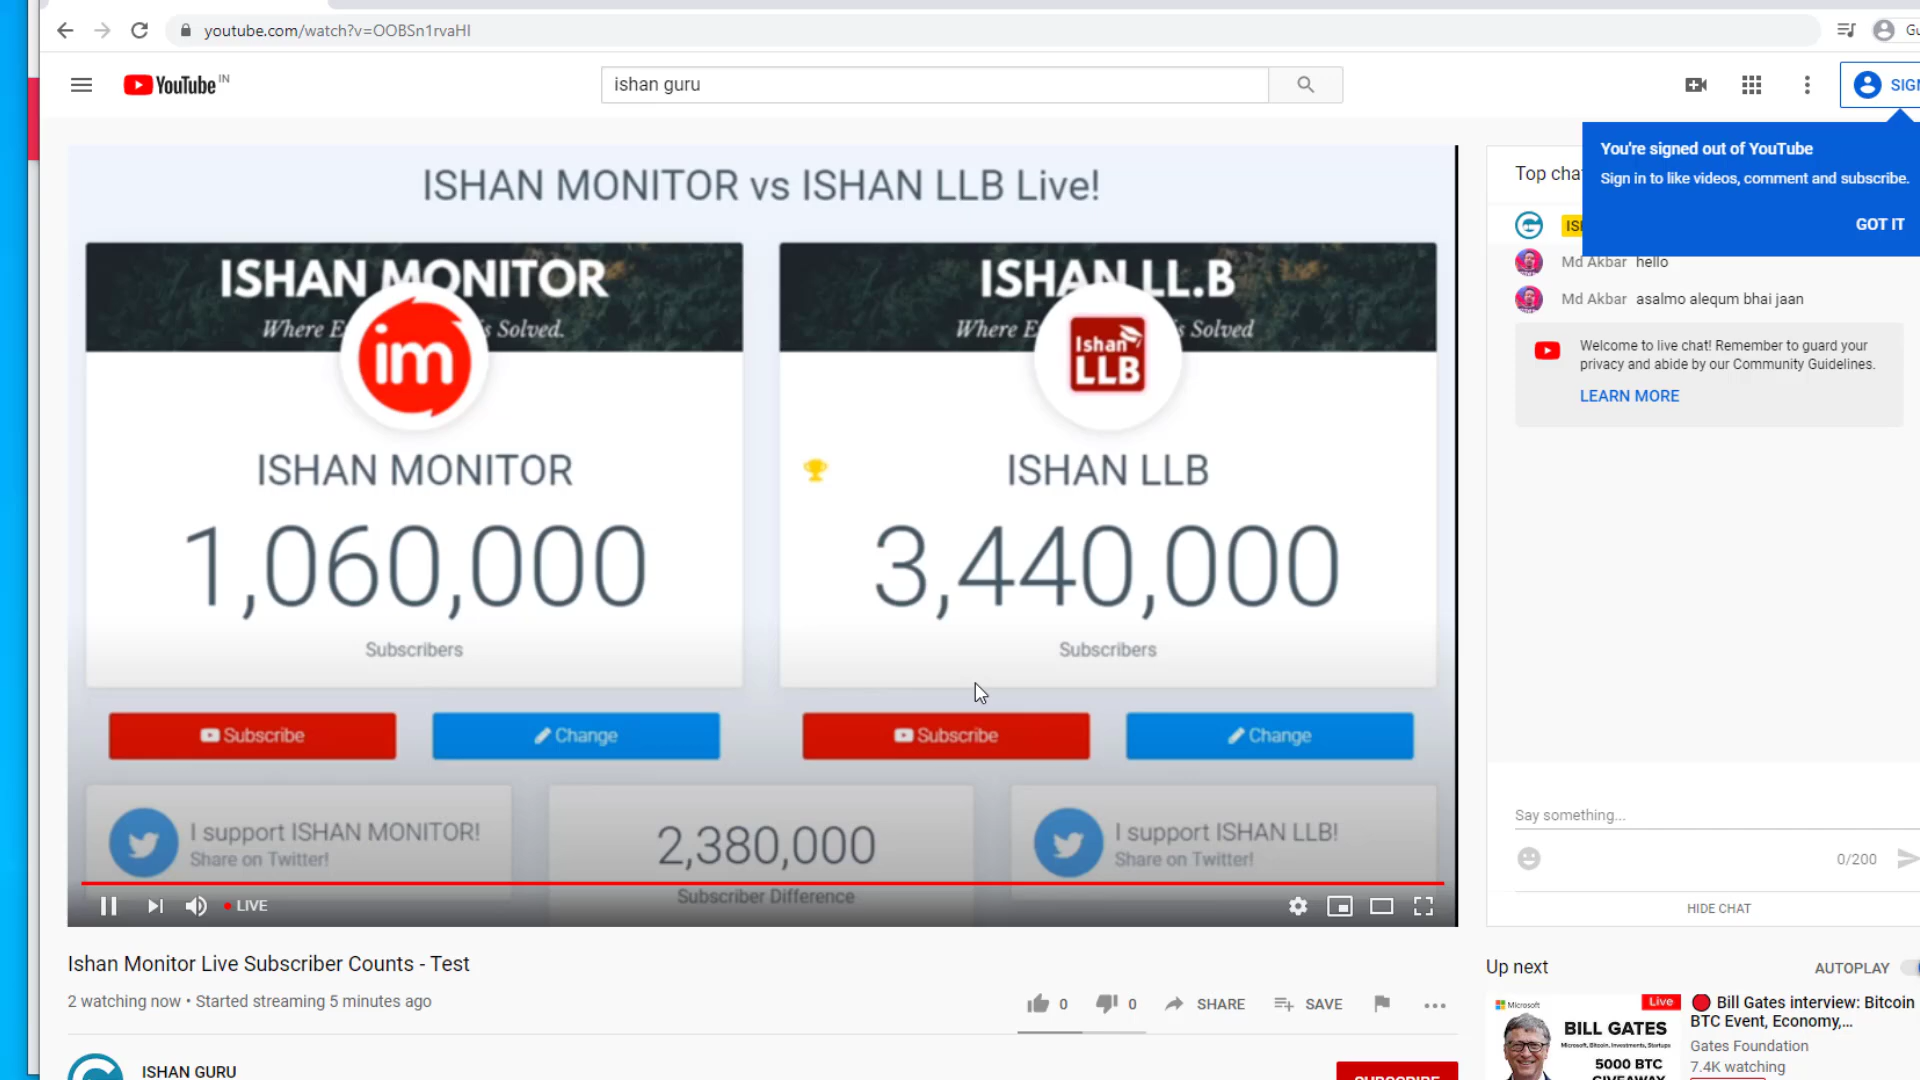 youtube.com/watch?v=OOBSn1rvaHI
YouTube IN
ishan guru
You're signed out of YouTube
Sign in to like videos, comment and subscribe.
GOT IT
ISHAN MONITOR vs ISHAN LLB Live!
ISHAN MONITOR
Where
Solved.
im
ISHAN MONITOR
1,060,000
Subscribers
Subscribe
Change
ISHAN LL.B
Where
Solved
Ishan
LLB
ISHAN LLB
3,440,000
Subscribers
Subscribe
Change
I support ISHAN MONITOR!
Share on Twitter!
2,380,000
Subscriber Difference
I support ISHAN LLB!
Share on Twitter!
LIVE
Top
Md Akbar hello
Md Akbar asalmo alequm bhai jaan
Welcome to live chat! Remember to guard your
privacy and abide by our Community Guidelines.
LEARN MORE
Say something...
0/200
HIDE CHAT
Ishan Monitor Live Subscriber Counts - Test
2 watching now • Started streaming 5 minutes ago
0
0
SHARE
SAVE
ISHAN GURU
SUBSCRIBE
Up next
AUTOPLAY
Microsoft
Live
BILL GATES
Microsoft, Bitcoin, Investments, Startups
5000 BTC
GIVEAWAY
Bill Gates interview: Bitcoin
BTC Event, Economy,...
Gates Foundation
7.4K watching